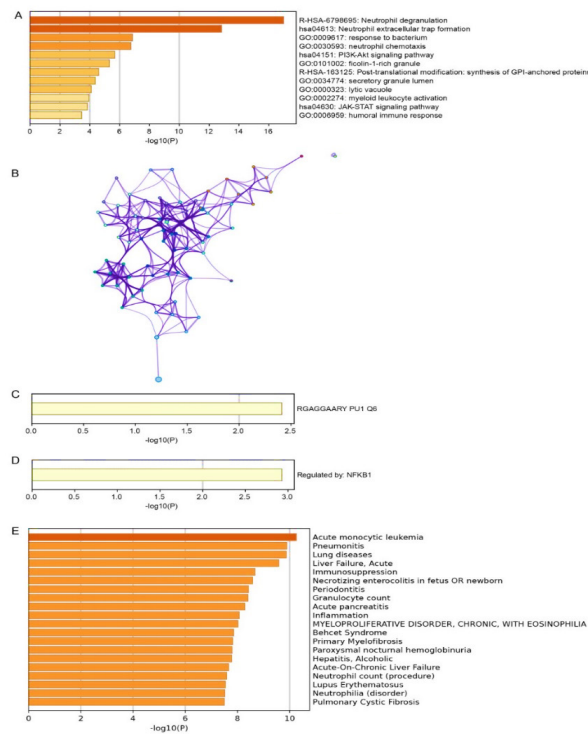 A
R-HSA-6798695: Neutrophil degranulation
hsa04613: Neutrophil extracellular trap formation
GO:0009617: response to bacterium
GO:0030593: neutrophil chemotaxis
hsa04151: PI3K-Akt signaling pathway
GO:0101002: ficolin-1-rich granule
R-HSA-163125: Post-translational modification: synthesis of GPI-anchored proteins
GO:0034774: secretory granule lumen
GO:0000323: lytic vacuole
GO:0002274: myeloid leukocyte activation
hsa04630: JAK-STAT signaling pathway
GO:0006959: humoral immune response
0 2 4 6 8 10 12 14 16
-log10(P)
B
C
RGAGGAARY PU1 Q6
0.0 0.5 1.0 1.5 2.0 2.5
-log10(P)
D
Regulated by: NFKB1
0.0 0.5 1.0 1.5 2.0 2.5 3.0
-log10(P)
E
Acute monocytic leukemia
Pneumonitis
Lung diseases
Liver Failure, Acute
Immunosuppression
Necrotizing enterocolitis in fetus OR newborn
Periodontitis
Granulocyte count
Acute pancreatitis
Inflammation
MYELOPROLIFERATIVE DISORDER, CHRONIC, WITH EOSINOPHILIA
Behcet Syndrome
Primary Myelofibrosis
Paroxysmal nocturnal hemoglobinuria
Hepatitis, Alcoholic
Acute-On-Chronic Liver Failure
Neutrophil count (procedure)
Lupus Erythematosus
Neutrophilia (disorder)
Pulmonary Cystic Fibrosis
0 2 4 6 8 10
-log10(P)